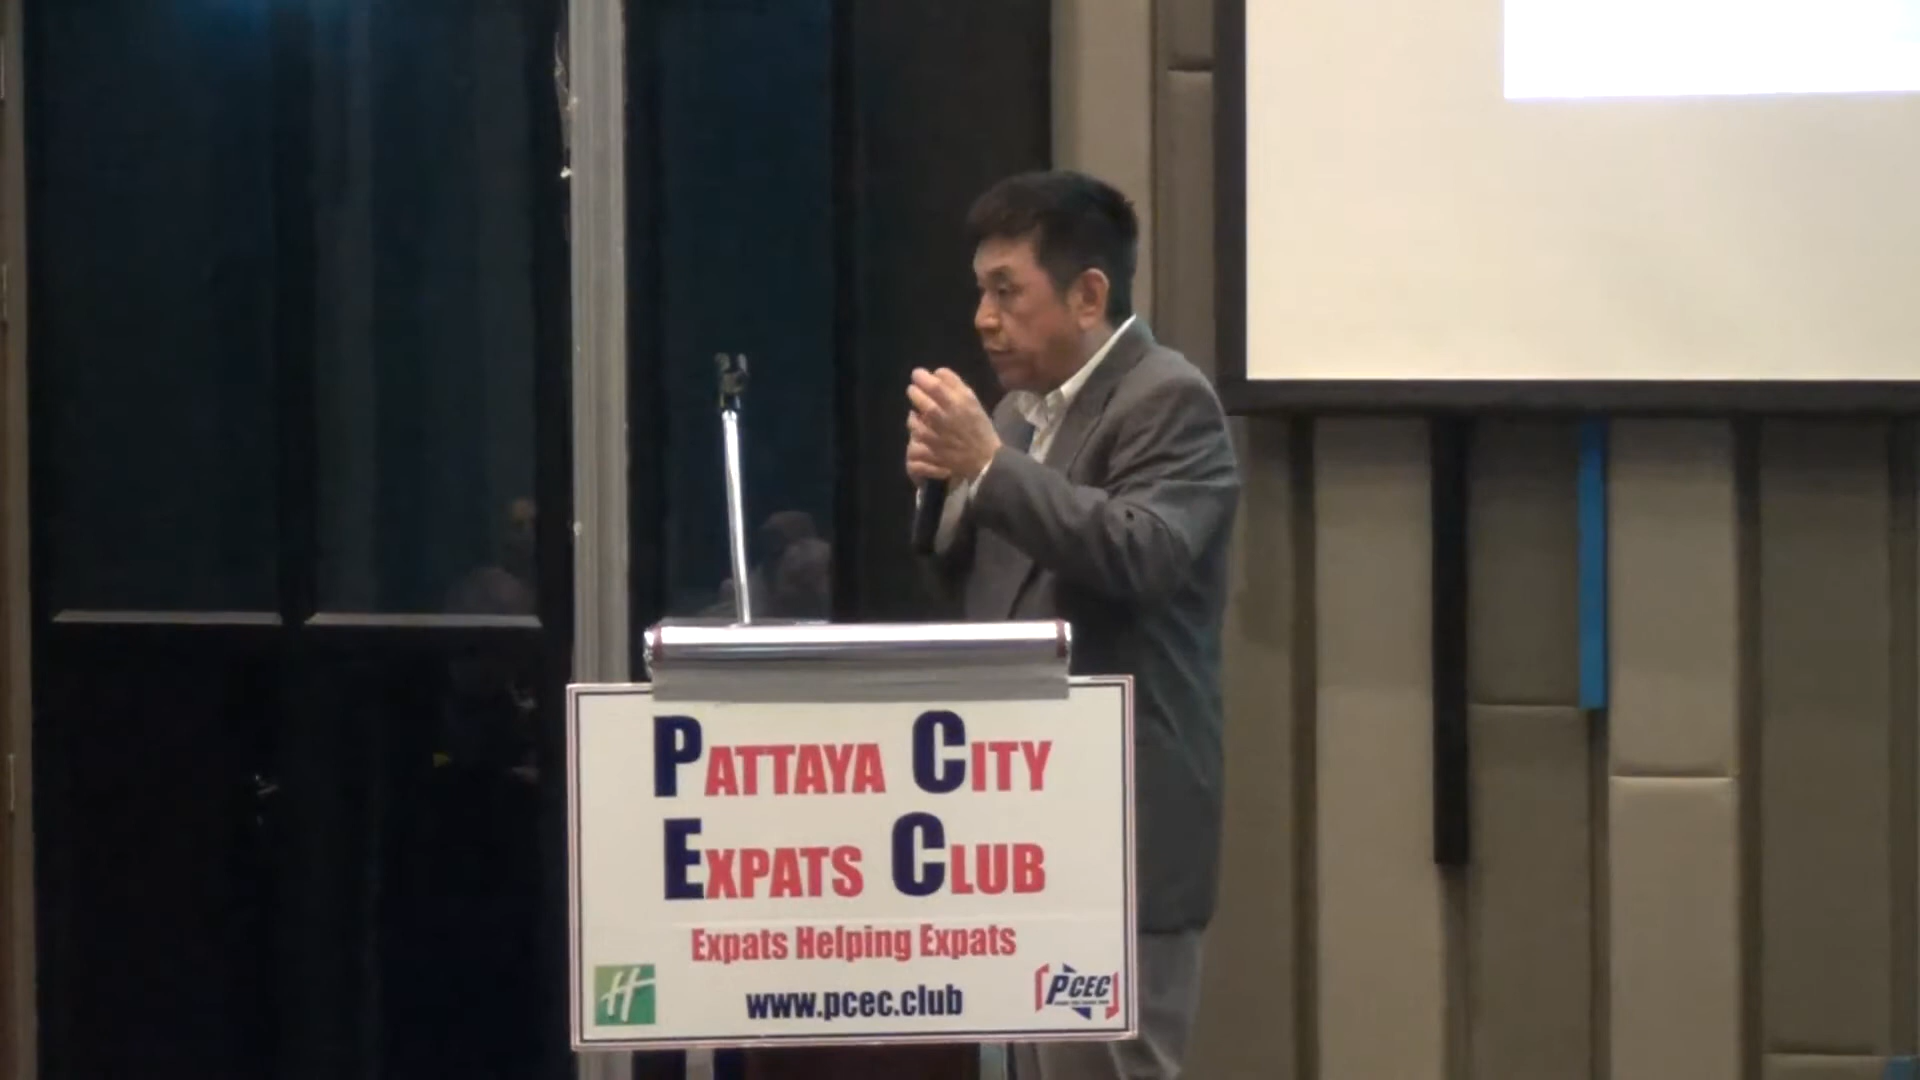 PATTAYA CITY
EXPATS CLUB
Expats Helping Expats
www.pcec.club
H
PCEC